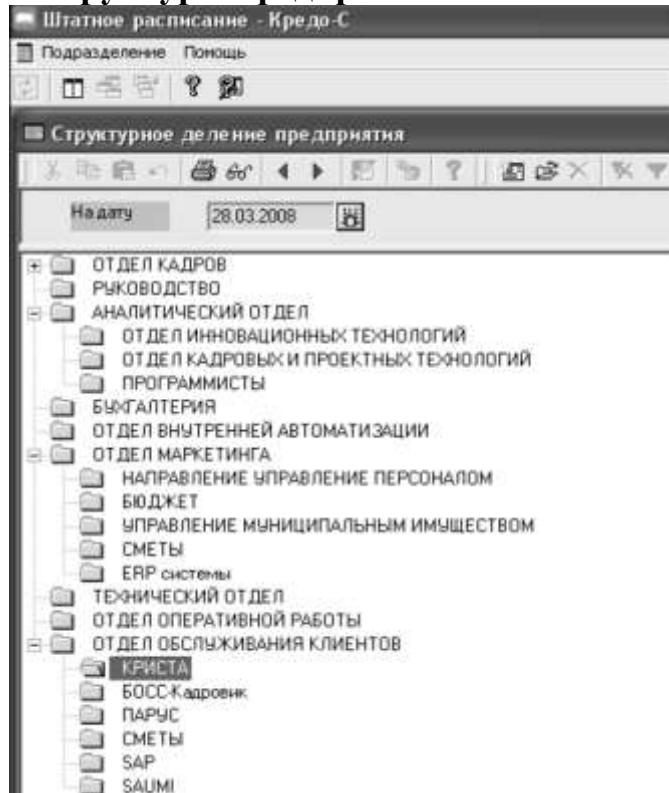 Штатное расписание - Кредо-С
Подразделение Помощь
Структурное деление предприятия
На дату 28.03.2008
ОТДЕЛ КАДРОВ
РУКОВОДСТВО
АНАЛИТИЧЕСКИЙ ОТДЕЛ
ОТДЕЛ ИННОВАЦИОННЫХ ТЕХНОЛОГИЙ
ОТДЕЛ КАДРОВЫХ И ПРОЕКТНЫХ ТЕХНОЛОГИЙ
ПРОГРАММИСТЫ
БУХГАЛТЕРИЯ
ОТДЕЛ ВНУТРЕННЕЙ АВТОМАТИЗАЦИИ
ОТДЕЛ МАРКЕТИНГА
НАПРАВЛЕНИЕ УПРАВЛЕНИЕ ПЕРСОНАЛОМ
БЮДЖЕТ
УПРАВЛЕНИЕ МУНИЦИПАЛЬНЫМ ИМУЩЕСТВОМ
СМЕТЫ
ERP системы
ТЕХНИЧЕСКИЙ ОТДЕЛ
ОТДЕЛ ОПЕРАТИВНОЙ РАБОТЫ
ОТДЕЛ ОБСЛУЖИВАНИЯ КЛИЕНТОВ
КРИСТА
БОСС-Кадровик
ПАРУС
СМЕТЫ
SAP
SAUMI